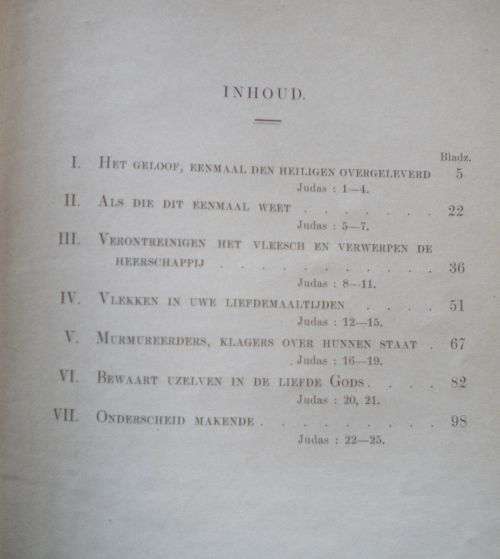 INHOUD.
Bladz.
I. HET GELOOF, EENMAAL DEN HEILIGEN OVERGELEVERD 5
Judas : 1—4.
II. ALS DIE DIT EENMAAL WEET . . . . . . . 22
Judas : 5—7.
III. VERONTREINIGEN HET VLEESCH EN VERWERPEN DE
HEERSCHAPPIJ . . . . . . . . . . . 36
Judas : 8—11.
IV. VLEKKEN IN UWE LIEFDEMAALTIJDEN . . . . 51
Judas : 12—15.
V. MURMUREERDERS, KLAGERS OVER HUNNEN STAAT . 67
Judas : 16—19.
VI. BEWAART UZELVEN IN DE LIEFDE GODS . . . . 82
Judas : 20, 21.
VII. ONDERSCHEID MAKENDE . . . . . . . . . 98
Judas : 22—25.